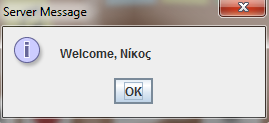 Server Message
Welcome, Νίκος
OK